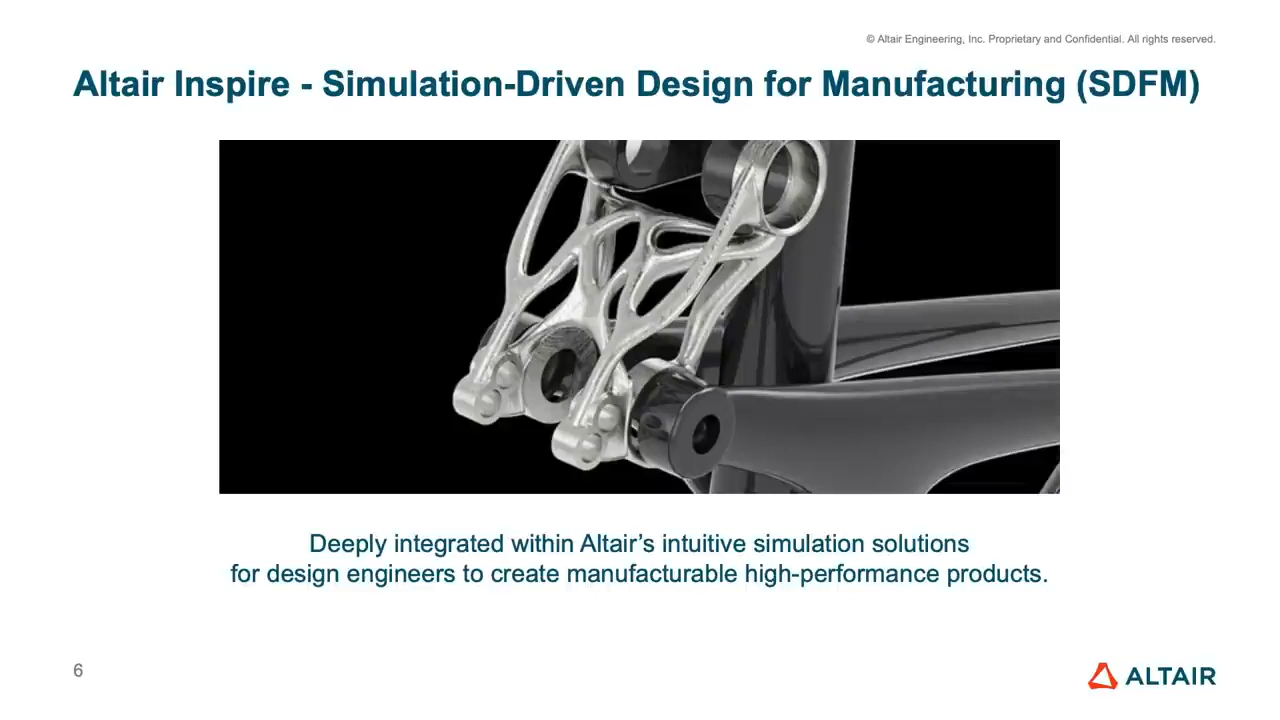 © Altair Engineering, Inc. Proprietary and Confidential. All rights reserved.
Altair Inspire - Simulation-Driven Design for Manufacturing (SDFM)
Deeply integrated within Altair’s intuitive simulation solutions
for design engineers to create manufacturable high-performance products.
6
ALTAIR